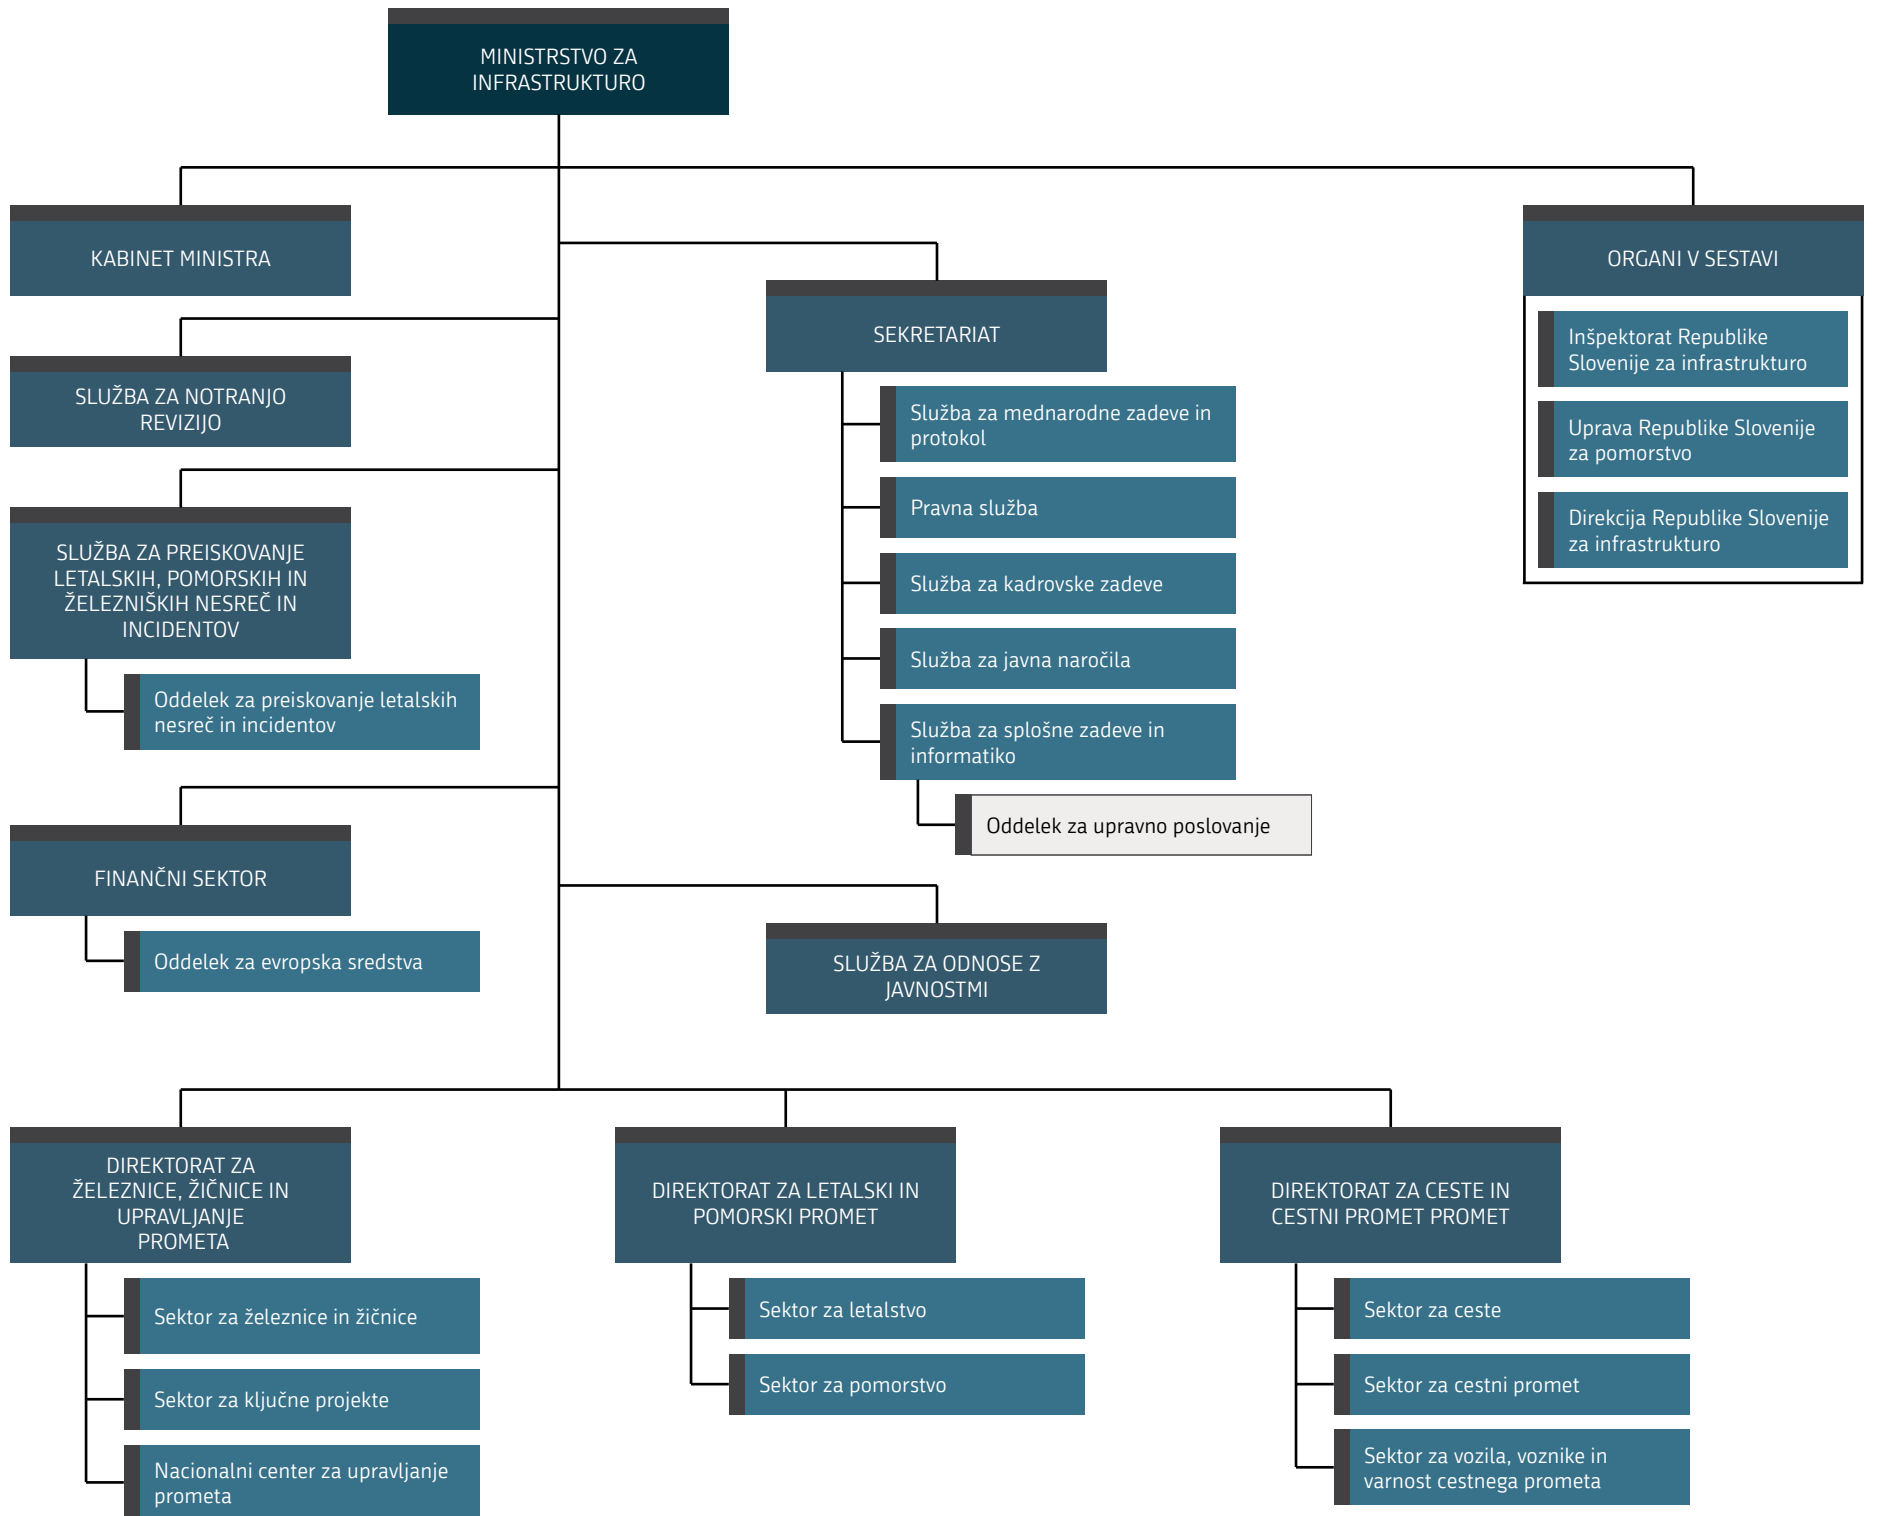 MINISTRSTVO ZA
INFRASTRUKTURO
KABINET MINISTRA
SLUŽBA ZA NOTRANJO
REVIZIJO
SLUŽBA ZA PREISKOVANJE
LETALSKIH, POMORSKIH IN
ŽELEZNIŠKIH NESREČ IN
INCIDENTOV
Oddelek za preiskovanje letalskih
nesreč in incidentov
FINANČNI SEKTOR
Oddelek za evropska sredstva
SEKRETARIAT
Služba za mednarodne zadeve in
protokol
Pravna služba
Služba za kadrovske zadeve
Služba za javna naročila
Služba za splošne zadeve in
informatiko
Oddelek za upravno poslovanje
SLUŽBA ZA ODNOSE Z
JAVNOSTMI
ORGANI V SESTAVI
Inšpektorat Republike
Slovenije za infrastrukturo
Uprava Republike Slovenije
za pomorstvo
Direkcija Republike Slovenije
za infrastrukturo
DIREKTORAT ZA
ŽELEZNICE, ŽIČNICE IN
UPRAVLJANJE
PROMETA
Sektor za železnice in žičnice
Sektor za ključne projekte
Nacionalni center za upravljanje
prometa
DIREKTORAT ZA LETALSKI IN
POMORSKI PROMET
Sektor za letalstvo
Sektor za pomorstvo
DIREKTORAT ZA CESTE IN
CESTNI PROMET PROMET
Sektor za ceste
Sektor za cestni promet
Sektor za vozila, voznike in
varnost cestnega prometa